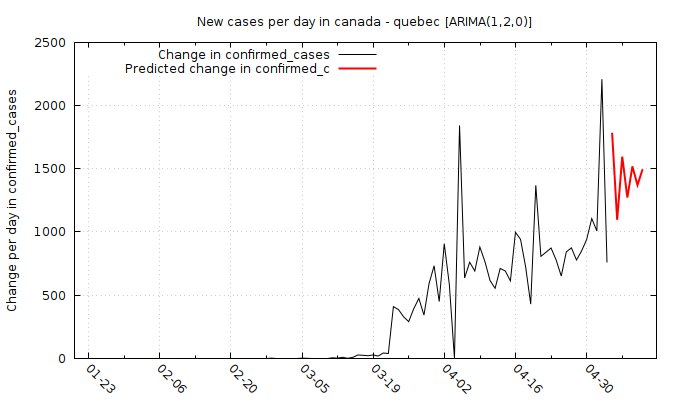 New cases per day in canada - quebec [ARIMA(1,2,0)]
Change in confirmed_cases
Predicted change in confirmed_c
Change per day in confirmed_cases
2500
2000
1500
1000
500
0
01-23 02-06 02-20 03-05 03-19 04-02 04-16 04-30